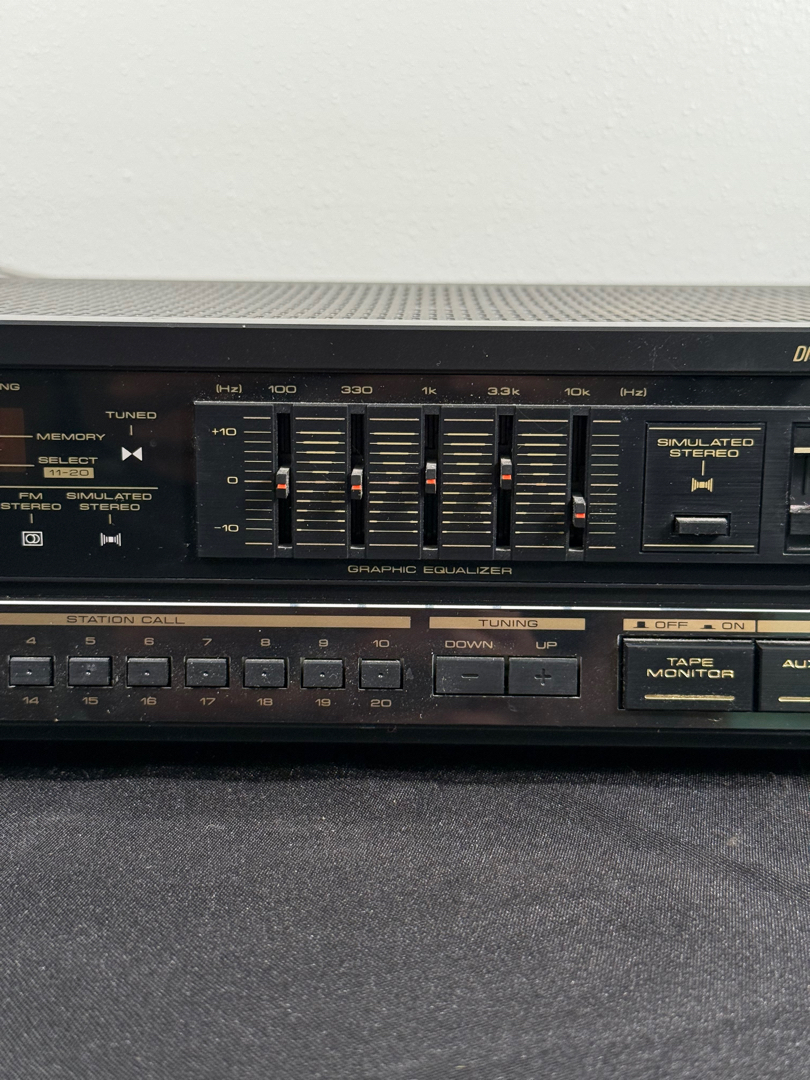 DI
NG
(Hz) 100 330 1k 3.3k 10k (Hz)
TUNED
MEMORY
SELECT
11-20
FM
STEREO
SIMULATED
STEREO
+10
0
-10
SIMULATED
STEREO
GRAPHIC EQUALIZER
STATION CALL
TUNING
OFF ON
4 5 6 7 8 9 10
DOWN UP
- +
14 15 16 17 18 19 20
TAPE
MONITOR
AU